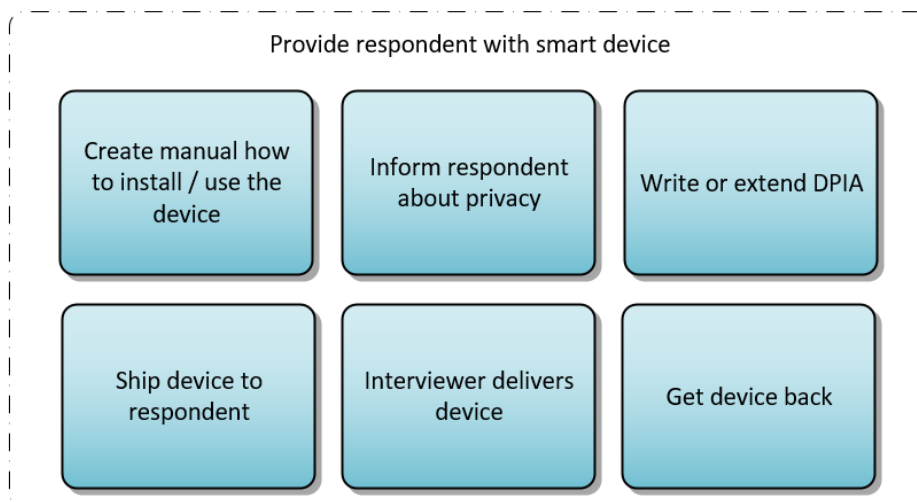 Provide respondent with smart device
Create manual how
to install / use the
device
Inform respondent
about privacy
Write or extend DPIA
Ship device to
respondent
Interviewer delivers
device
Get device back